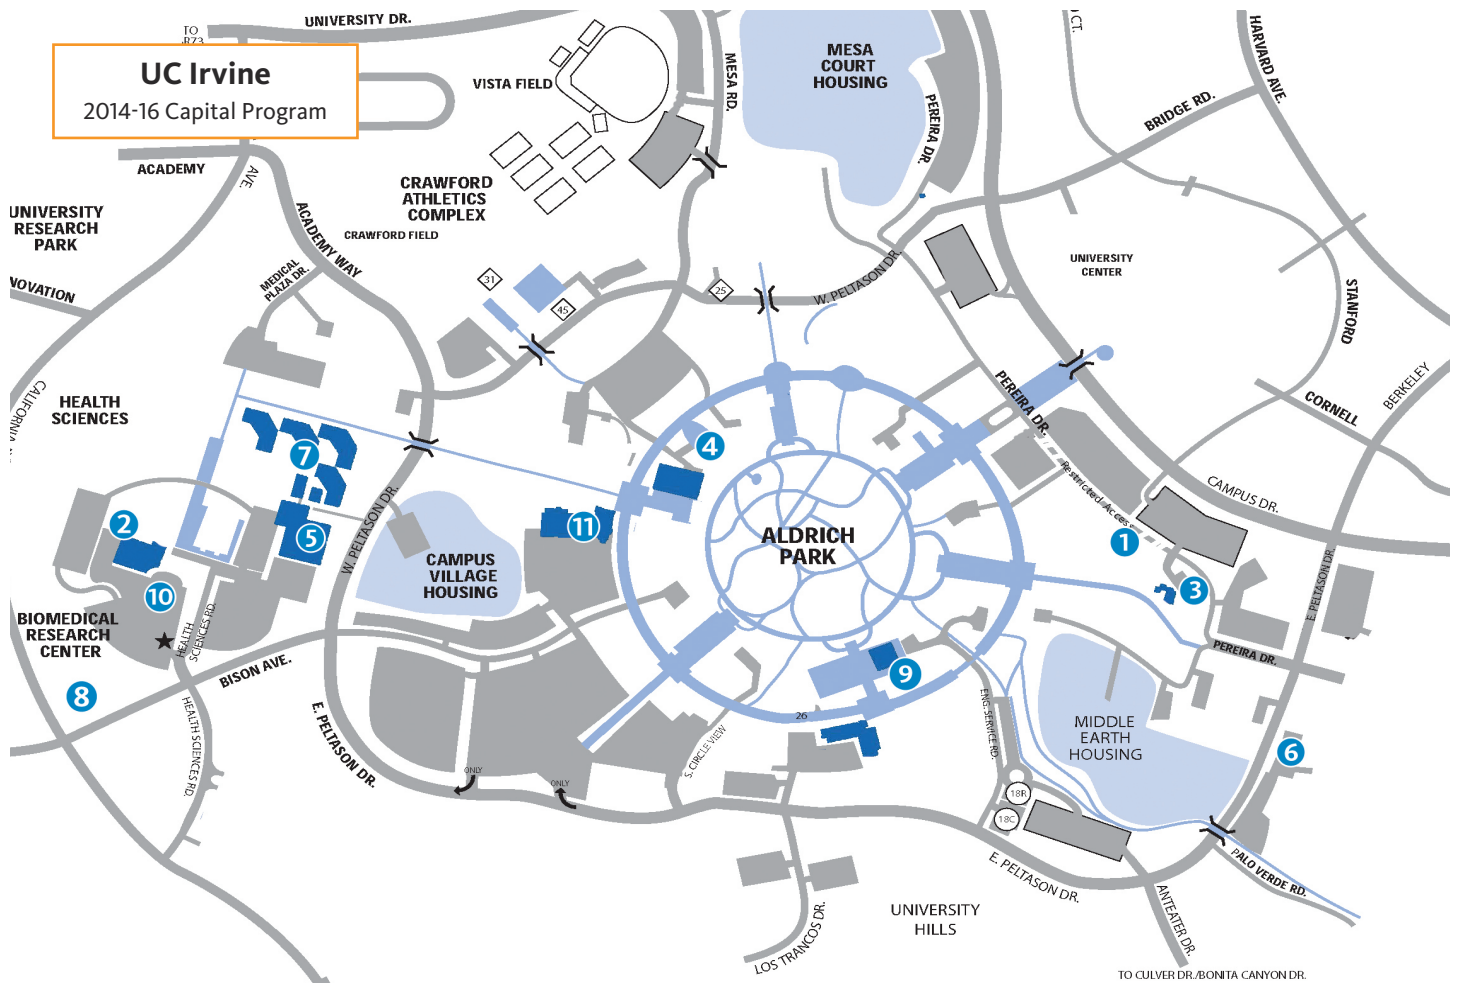 UNIVERSITY DR.
TO
R73
UC Irvine
2014-16 Capital Program
VISTA FIELD
MESA RD.
MESA
COURT
HOUSING
PEREIRA DR.
CT.
HARVARD AVE.
BRIDGE RD.
ACADEMY
AVE.
ACADEMY WAY
CRAWFORD
ATHLETICS
COMPLEX
CRAWFORD FIELD
UNIVERSITY
RESEARCH
PARK
NOVATION
MEDICAL
PLAZA DR.
31
45
25
W. PELTASON DR.
UNIVERSITY
CENTER
STANFORD
CALIFORNIA
HEALTH
SCIENCES
PEREIRA DR.
CORNELL
BERKELEY
7
4
Restricted Access
CAMPUS DR.
W. PELTASON DR.
2
5
11
ALDRICH
PARK
1
CAMPUS
VILLAGE
HOUSING
10
3
E. PELTASON DR.
BIOMEDICAL
RESEARCH
CENTER
HEALTH
SCIENCES RD.
BISON AVE.
PEREIRA DR.
8
9
HEALTH SCIENCES RD.
E. PELTASON DR.
26
ENG. SERVICE RD.
MIDDLE
EARTH
HOUSING
6
S. CIRCLE VIEW
ONLY
ONLY
18R
18C
E. PELTASON DR.
PALO VERDE RD.
ANTEATER DR.
UNIVERSITY
HILLS
LOS TRANCOS DR.
TO CULVER DR./BONITA CANYON DR.